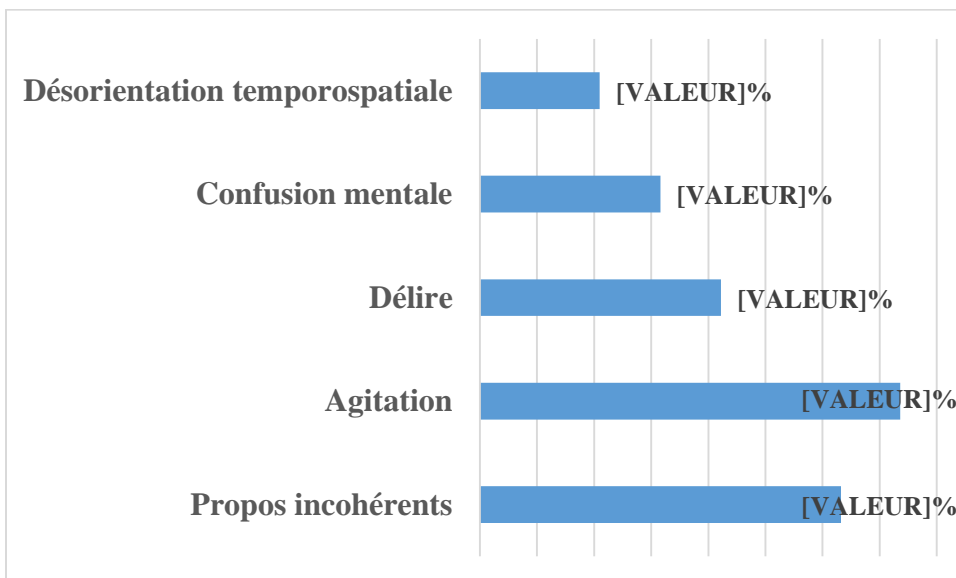 Désorientation temporospatiale [VALEUR]%
Confusion mentale [VALEUR]%
Délire [VALEUR]%
Agitation [VALEUR]%
Propos incohérents [VALEUR]%